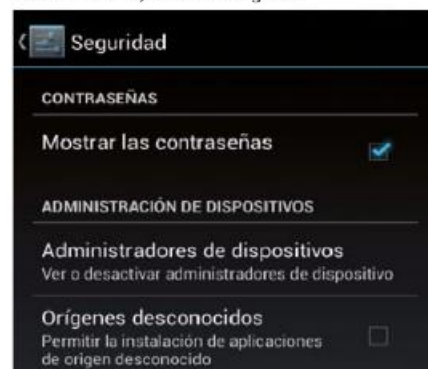 Seguridad
CONTRASEÑAS
Mostrar las contraseñas
ADMINISTRACIÓN DE DISPOSITIVOS
Administradores de dispositivos
Ver o desactivar administradores de dispositivo
Orígenes desconocidos
Permitir la instalación de aplicaciones
de origen desconocido